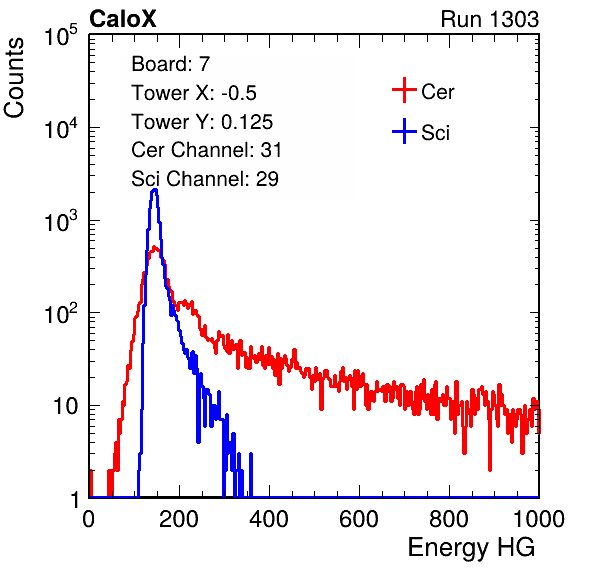 CaloX Run 1303
Counts
10^5
10^4
10^3
10^2
10
1
Board: 7
Tower X: -0.5
Tower Y: 0.125
Cer Channel: 31
Sci Channel: 29
Cer
Sci
0 200 400 600 800 1000
Energy HG